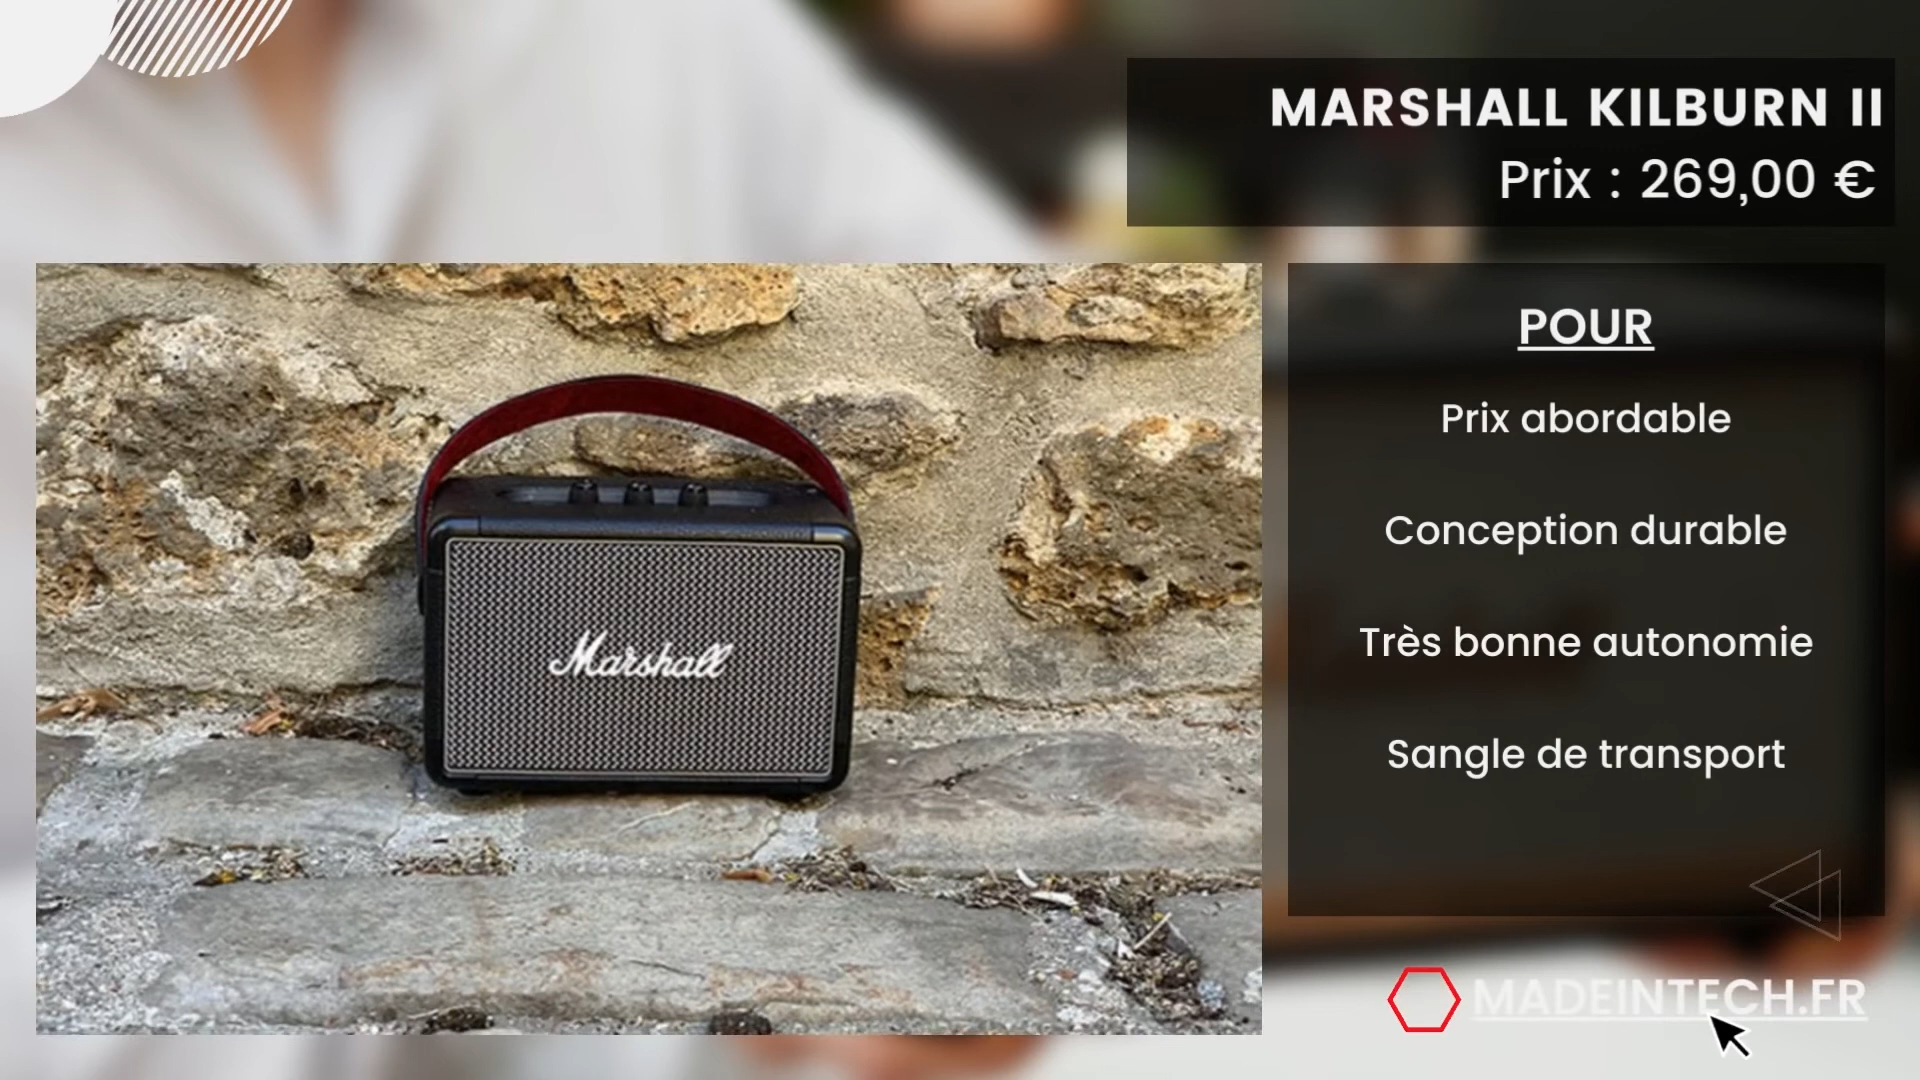 MARSHALL KILBURN II
Prix : 269,00 €
Marshall
POUR
Prix abordable
Conception durable
Très bonne autonomie
Sangle de transport
MADEINTECH.FR